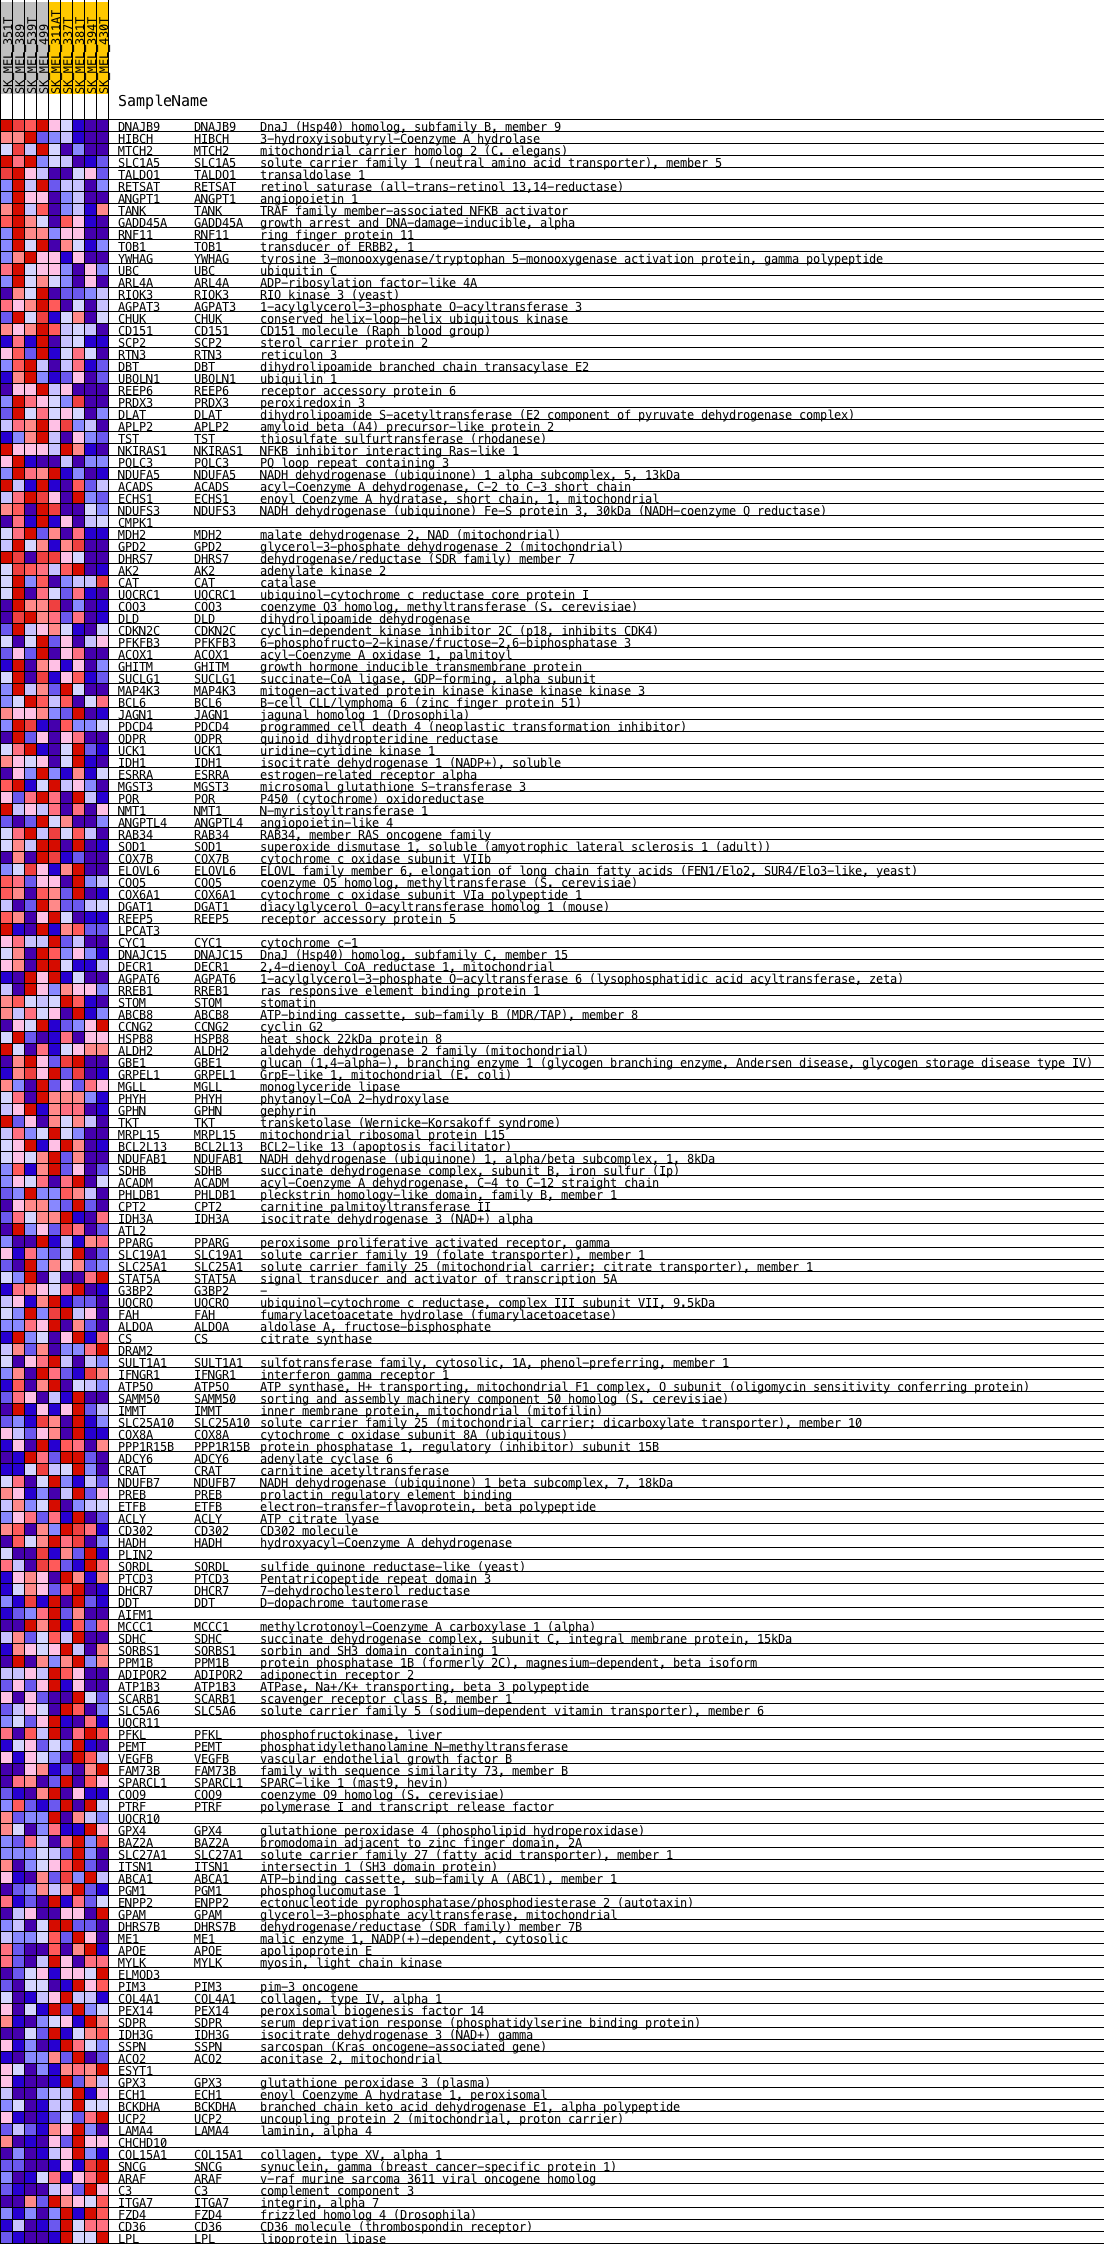 SK_MEL_351T
SK_MEL_389
SK_MEL_539T
SK_MEL_499
SK_MEL_311AT
SK_MEL_337T
SK_MEL_381T
SK_MEL_394T
SK_MEL_430T
SampleName
DNAJB9 DNAJB9 DnaJ (Hsp40) homolog, subfamily B, member 9
HIBCH HIBCH 3-hydroxyisobutyryl-Coenzyme A hydrolase
MTCH2 MTCH2 mitochondrial carrier homolog 2 (C. elegans)
SLC1A5 SLC1A5 solute carrier family 1 (neutral amino acid transporter), member 5
TALDO1 TALDO1 transaldolase 1
RETSAT RETSAT retinol saturase (all-trans-retinol 13,14-reductase)
ANGPT1 ANGPT1 angiopoietin 1
TANK TANK TRAF family member-associated NFKB activator
GADD45A GADD45A growth arrest and DNA-damage-inducible, alpha
RNF11 RNF11 ring finger protein 11
TOB1 TOB1 transducer of ERBB2, 1
YWHAG YWHAG tyrosine 3-monooxygenase/tryptophan 5-monooxygenase activation protein, gamma polypeptide
UBC UBC ubiquitin C
ARL4A ARL4A ADP-ribosylation factor-like 4A
RIOK3 RIOK3 RIO kinase 3 (yeast)
AGPAT3 AGPAT3 1-acylglycerol-3-phosphate O-acyltransferase 3
CHUK CHUK conserved helix-loop-helix ubiquitous kinase
CD151 CD151 CD151 molecule (Raph blood group)
SCP2 SCP2 sterol carrier protein 2
RTN3 RTN3 reticulon 3
DBT DBT dihydrolipoamide branched chain transacylase E2
UBQLN1 UBQLN1 ubiquilin 1
REEP6 REEP6 receptor accessory protein 6
PRDX3 PRDX3 peroxiredoxin 3
DLAT DLAT dihydrolipoamide S-acetyltransferase (E2 component of pyruvate dehydrogenase complex)
APLP2 APLP2 amyloid beta (A4) precursor-like protein 2
TST TST thiosulfate sulfurtransferase (rhodanese)
NKIRAS1 NKIRAS1 NFKB inhibitor interacting Ras-like 1
PQLC3 PQLC3 PQ loop repeat containing 3
NDUFA5 NDUFA5 NADH dehydrogenase (ubiquinone) 1 alpha subcomplex, 5, 13kDa
ACADS ACADS acyl-Coenzyme A dehydrogenase, C-2 to C-3 short chain
ECHS1 ECHS1 enoyl Coenzyme A hydratase, short chain, 1, mitochondrial
NDUFS3 NDUFS3 NADH dehydrogenase (ubiquinone) Fe-S protein 3, 30kDa (NADH-coenzyme Q reductase)
CMPK1
MDH2 MDH2 malate dehydrogenase 2, NAD (mitochondrial)
GPD2 GPD2 glycerol-3-phosphate dehydrogenase 2 (mitochondrial)
DHRS7 DHRS7 dehydrogenase/reductase (SDR family) member 7
AK2 AK2 adenylate kinase 2
CAT CAT catalase
UQCRC1 UQCRC1 ubiquinol-cytochrome c reductase core protein I
COQ3 COQ3 coenzyme Q3 homolog, methyltransferase (S. cerevisiae)
DLD DLD dihydrolipoamide dehydrogenase
CDKN2C CDKN2C cyclin-dependent kinase inhibitor 2C (p18, inhibits CDK4)
PFKFB3 PFKFB3 6-phosphofructo-2-kinase/fructose-2,6-biphosphatase 3
ACOX1 ACOX1 acyl-Coenzyme A oxidase 1, palmitoyl
GHITM GHITM growth hormone inducible transmembrane protein
SUCLG1 SUCLG1 succinate-CoA ligase, GDP-forming, alpha subunit
MAP4K3 MAP4K3 mitogen-activated protein kinase kinase kinase kinase 3
BCL6 BCL6 B-cell CLL/lymphoma 6 (zinc finger protein 51)
JAGN1 JAGN1 jagunal homolog 1 (Drosophila)
PDCD4 PDCD4 programmed cell death 4 (neoplastic transformation inhibitor)
QDPR QDPR quinoid dihydropteridine reductase
UCK1 UCK1 uridine-cytidine kinase 1
IDH1 IDH1 isocitrate dehydrogenase 1 (NADP+), soluble
ESRRA ESRRA estrogen-related receptor alpha
MGST3 MGST3 microsomal glutathione S-transferase 3
POR POR P450 (cytochrome) oxidoreductase
NMT1 NMT1 N-myristoyltransferase 1
ANGPTL4 ANGPTL4 angiopoietin-like 4
RAB34 RAB34 RAB34, member RAS oncogene family
SOD1 SOD1 superoxide dismutase 1, soluble (amyotrophic lateral sclerosis 1 (adult))
COX7B COX7B cytochrome c oxidase subunit VIIb
ELOVL6 ELOVL6 ELOVL family member 6, elongation of long chain fatty acids (FEN1/Elo2, SUR4/Elo3-like, yeast)
COQ5 COQ5 coenzyme Q5 homolog, methyltransferase (S. cerevisiae)
COX6A1 COX6A1 cytochrome c oxidase subunit VIa polypeptide 1
DGAT1 DGAT1 diacylglycerol O-acyltransferase homolog 1 (mouse)
REEP5 REEP5 receptor accessory protein 5
LPCAT3
CYC1 CYC1 cytochrome c-1
DNAJC15 DNAJC15 DnaJ (Hsp40) homolog, subfamily C, member 15
DECR1 DECR1 2,4-dienoyl CoA reductase 1, mitochondrial
AGPAT6 AGPAT6 1-acylglycerol-3-phosphate O-acyltransferase 6 (lysophosphatidic acid acyltransferase, zeta)
RREB1 RREB1 ras responsive element binding protein 1
STOM STOM stomatin
ABCB8 ABCB8 ATP-binding cassette, sub-family B (MDR/TAP), member 8
CCNG2 CCNG2 cyclin G2
HSPB8 HSPB8 heat shock 22kDa protein 8
ALDH2 ALDH2 aldehyde dehydrogenase 2 family (mitochondrial)
GBE1 GBE1 glucan (1,4-alpha-), branching enzyme 1 (glycogen branching enzyme, Andersen disease, glycogen storage disease type IV)
GRPEL1 GRPEL1 GrpE-like 1, mitochondrial (E. coli)
MGLL MGLL monoglyceride lipase
PHYH PHYH phytanoyl-CoA 2-hydroxylase
GPHN GPHN gephyrin
TKT TKT transketolase (Wernicke-Korsakoff syndrome)
MRPL15 MRPL15 mitochondrial ribosomal protein L15
BCL2L13 BCL2L13 BCL2-like 13 (apoptosis facilitator)
NDUFAB1 NDUFAB1 NADH dehydrogenase (ubiquinone) 1, alpha/beta subcomplex, 1, 8kDa
SDHB SDHB succinate dehydrogenase complex, subunit B, iron sulfur (Ip)
ACADM ACADM acyl-Coenzyme A dehydrogenase, C-4 to C-12 straight chain
PHLDB1 PHLDB1 pleckstrin homology-like domain, family B, member 1
CPT2 CPT2 carnitine palmitoyltransferase II
IDH3A IDH3A isocitrate dehydrogenase 3 (NAD+) alpha
ATL2
PPARG PPARG peroxisome proliferative activated receptor, gamma
SLC19A1 SLC19A1 solute carrier family 19 (folate transporter), member 1
SLC25A1 SLC25A1 solute carrier family 25 (mitochondrial carrier; citrate transporter), member 1
STAT5A STAT5A signal transducer and activator of transcription 5A
G3BP2 G3BP2 -
UQCRQ UQCRQ ubiquinol-cytochrome c reductase, complex III subunit VII, 9.5kDa
FAH FAH fumarylacetoacetate hydrolase (fumarylacetoacetase)
ALDOA ALDOA aldolase A, fructose-bisphosphate
CS CS citrate synthase
DRAM2
SULT1A1 SULT1A1 sulfotransferase family, cytosolic, 1A, phenol-preferring, member 1
IFNGR1 IFNGR1 interferon gamma receptor 1
ATP5O ATP5O ATP synthase, H+ transporting, mitochondrial F1 complex, O subunit (oligomycin sensitivity conferring protein)
SAMM50 SAMM50 sorting and assembly machinery component 50 homolog (S. cerevisiae)
IMMT IMMT inner membrane protein, mitochondrial (mitofilin)
SLC25A10 SLC25A10 solute carrier family 25 (mitochondrial carrier; dicarboxylate transporter), member 10
COX8A COX8A cytochrome c oxidase subunit 8A (ubiquitous)
PPP1R15B PPP1R15B protein phosphatase 1, regulatory (inhibitor) subunit 15B
ADCY6 ADCY6 adenylate cyclase 6
CRAT CRAT carnitine acetyltransferase
NDUFB7 NDUFB7 NADH dehydrogenase (ubiquinone) 1 beta subcomplex, 7, 18kDa
PREB PREB prolactin regulatory element binding
ETFB ETFB electron-transfer-flavoprotein, beta polypeptide
ACLY ACLY ATP citrate lyase
CD302 CD302 CD302 molecule
HADH HADH hydroxyacyl-Coenzyme A dehydrogenase
PLIN2
SQRDL SQRDL sulfide quinone reductase-like (yeast)
PTCD3 PTCD3 Pentatricopeptide repeat domain 3
DHCR7 DHCR7 7-dehydrocholesterol reductase
DDT DDT D-dopachrome tautomerase
AIFM1
MCCC1 MCCC1 methylcrotonoyl-Coenzyme A carboxylase 1 (alpha)
SDHC SDHC succinate dehydrogenase complex, subunit C, integral membrane protein, 15kDa
SORBS1 SORBS1 sorbin and SH3 domain containing 1
PPM1B PPM1B protein phosphatase 1B (formerly 2C), magnesium-dependent, beta isoform
ADIPOR2 ADIPOR2 adiponectin receptor 2
ATP1B3 ATP1B3 ATPase, Na+/K+ transporting, beta 3 polypeptide
SCARB1 SCARB1 scavenger receptor class B, member 1
SLC5A6 SLC5A6 solute carrier family 5 (sodium-dependent vitamin transporter), member 6
UQCR11
PFKL PFKL phosphofructokinase, liver
PEMT PEMT phosphatidylethanolamine N-methyltransferase
VEGFB VEGFB vascular endothelial growth factor B
FAM73B FAM73B family with sequence similarity 73, member B
SPARCL1 SPARCL1 SPARC-like 1 (mast9, hevin)
COQ9 COQ9 coenzyme Q9 homolog (S. cerevisiae)
PTRF PTRF polymerase I and transcript release factor
UQCR10
GPX4 GPX4 glutathione peroxidase 4 (phospholipid hydroperoxidase)
BAZ2A BAZ2A bromodomain adjacent to zinc finger domain, 2A
SLC27A1 SLC27A1 solute carrier family 27 (fatty acid transporter), member 1
ITSN1 ITSN1 intersectin 1 (SH3 domain protein)
ABCA1 ABCA1 ATP-binding cassette, sub-family A (ABC1), member 1
PGM1 PGM1 phosphoglucomutase 1
ENPP2 ENPP2 ectonucleotide pyrophosphatase/phosphodiesterase 2 (autotaxin)
GPAM GPAM glycerol-3-phosphate acyltransferase, mitochondrial
DHRS7B DHRS7B dehydrogenase/reductase (SDR family) member 7B
ME1 ME1 malic enzyme 1, NADP(+)-dependent, cytosolic
APOE APOE apolipoprotein E
MYLK MYLK myosin, light chain kinase
ELMOD3
PIM3 PIM3 pim-3 oncogene
COL4A1 COL4A1 collagen, type IV, alpha 1
PEX14 PEX14 peroxisomal biogenesis factor 14
SDPR SDPR serum deprivation response (phosphatidylserine binding protein)
IDH3G IDH3G isocitrate dehydrogenase 3 (NAD+) gamma
SSPN SSPN sarcospan (Kras oncogene-associated gene)
ACO2 ACO2 aconitase 2, mitochondrial
ESYT1
GPX3 GPX3 glutathione peroxidase 3 (plasma)
ECH1 ECH1 enoyl Coenzyme A hydratase 1, peroxisomal
BCKDHA BCKDHA branched chain keto acid dehydrogenase E1, alpha polypeptide
UCP2 UCP2 uncoupling protein 2 (mitochondrial, proton carrier)
LAMA4 LAMA4 laminin, alpha 4
CHCHD10
COL15A1 COL15A1 collagen, type XV, alpha 1
SNCG SNCG synuclein, gamma (breast cancer-specific protein 1)
ARAF ARAF v-raf murine sarcoma 3611 viral oncogene homolog
C3 C3 complement component 3
ITGA7 ITGA7 integrin, alpha 7
FZD4 FZD4 frizzled homolog 4 (Drosophila)
CD36 CD36 CD36 molecule (thrombospondin receptor)
LPL LPL lipoprotein lipase